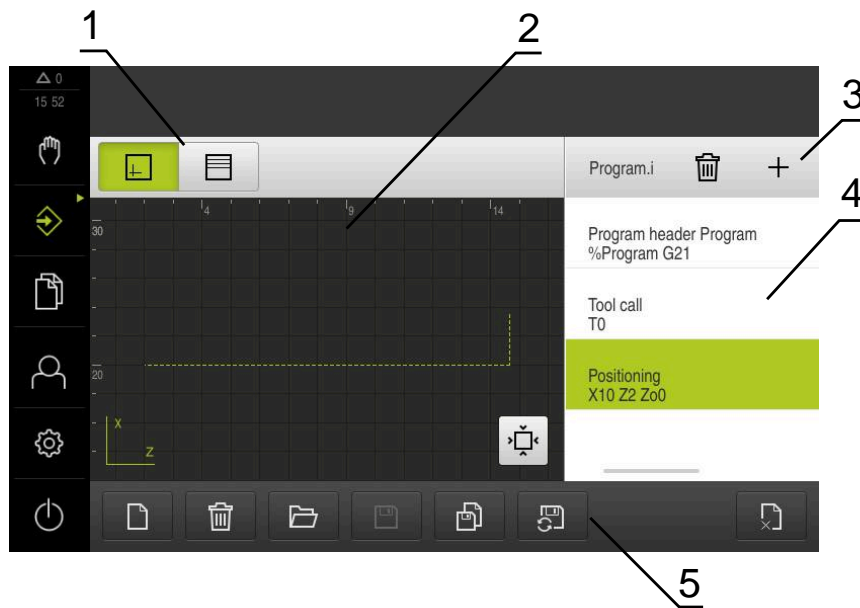 1
2
3
4
5
0
15 52
Program.i
4
9
14
30
20
X
Z
Program header Program
%Program G21
Tool call
T0
Positioning
X10 Z2 Zo0